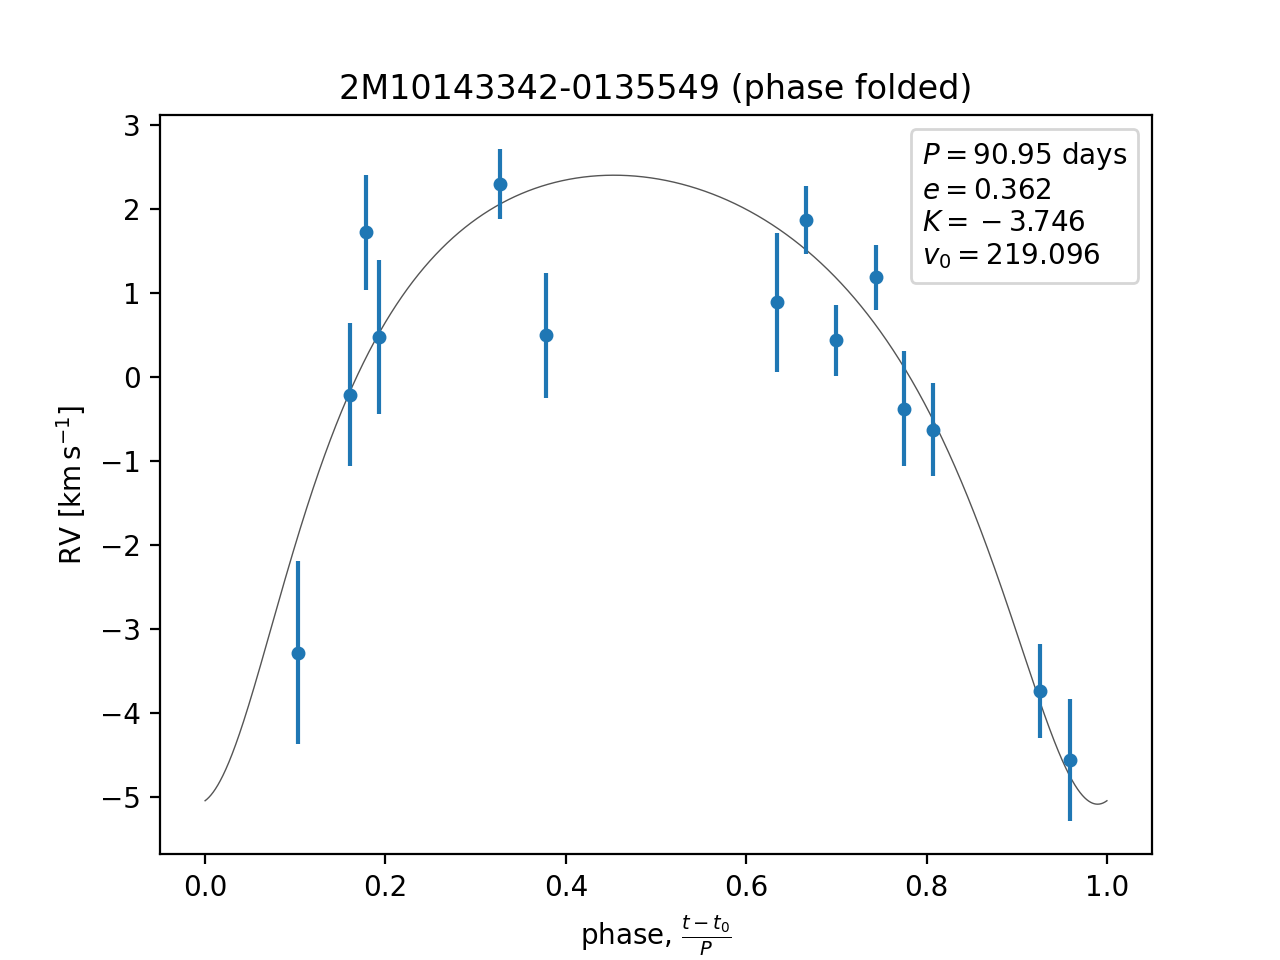 2M10143342-0135549 (phase folded)
P = 90.95 days
e = 0.362
K = − 3.746
v₀ = 219.096
3
2
1
0
−1
−2
−3
−4
−5
RV [km s⁻¹]
0.0 0.2 0.4 0.6 0.8 1.0
phase, (t − t₀)/P